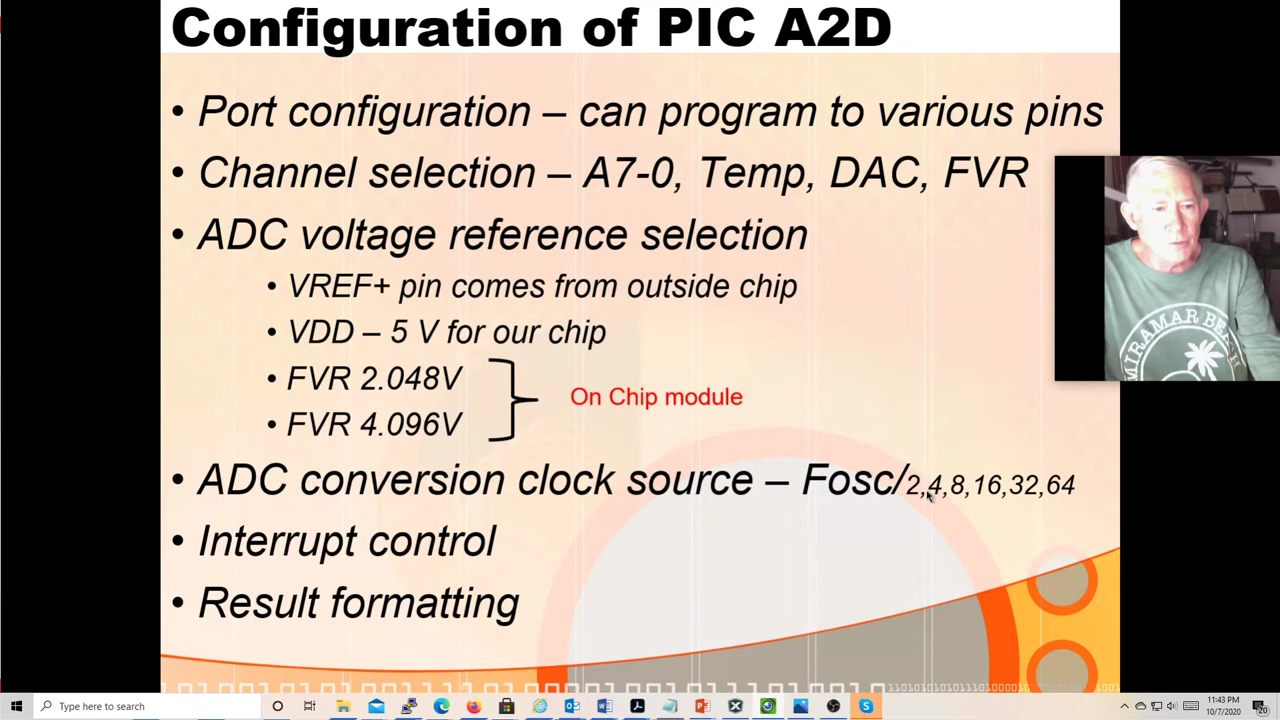 Configuration of PIC A2D
• Port configuration – can program to various pins
• Channel selection – A7-0, Temp, DAC, FVR
• ADC voltage reference selection
• VREF+ pin comes from outside chip
• VDD – 5 V for our chip
• FVR 2.048V
On Chip module
• FVR 4.096V
• ADC conversion clock source – Fosc/2,4,8,16,32,64
• Interrupt control
• Result formatting
MIRAMAR BEACH
Type here to search
11:43 PM
10/7/2020
20